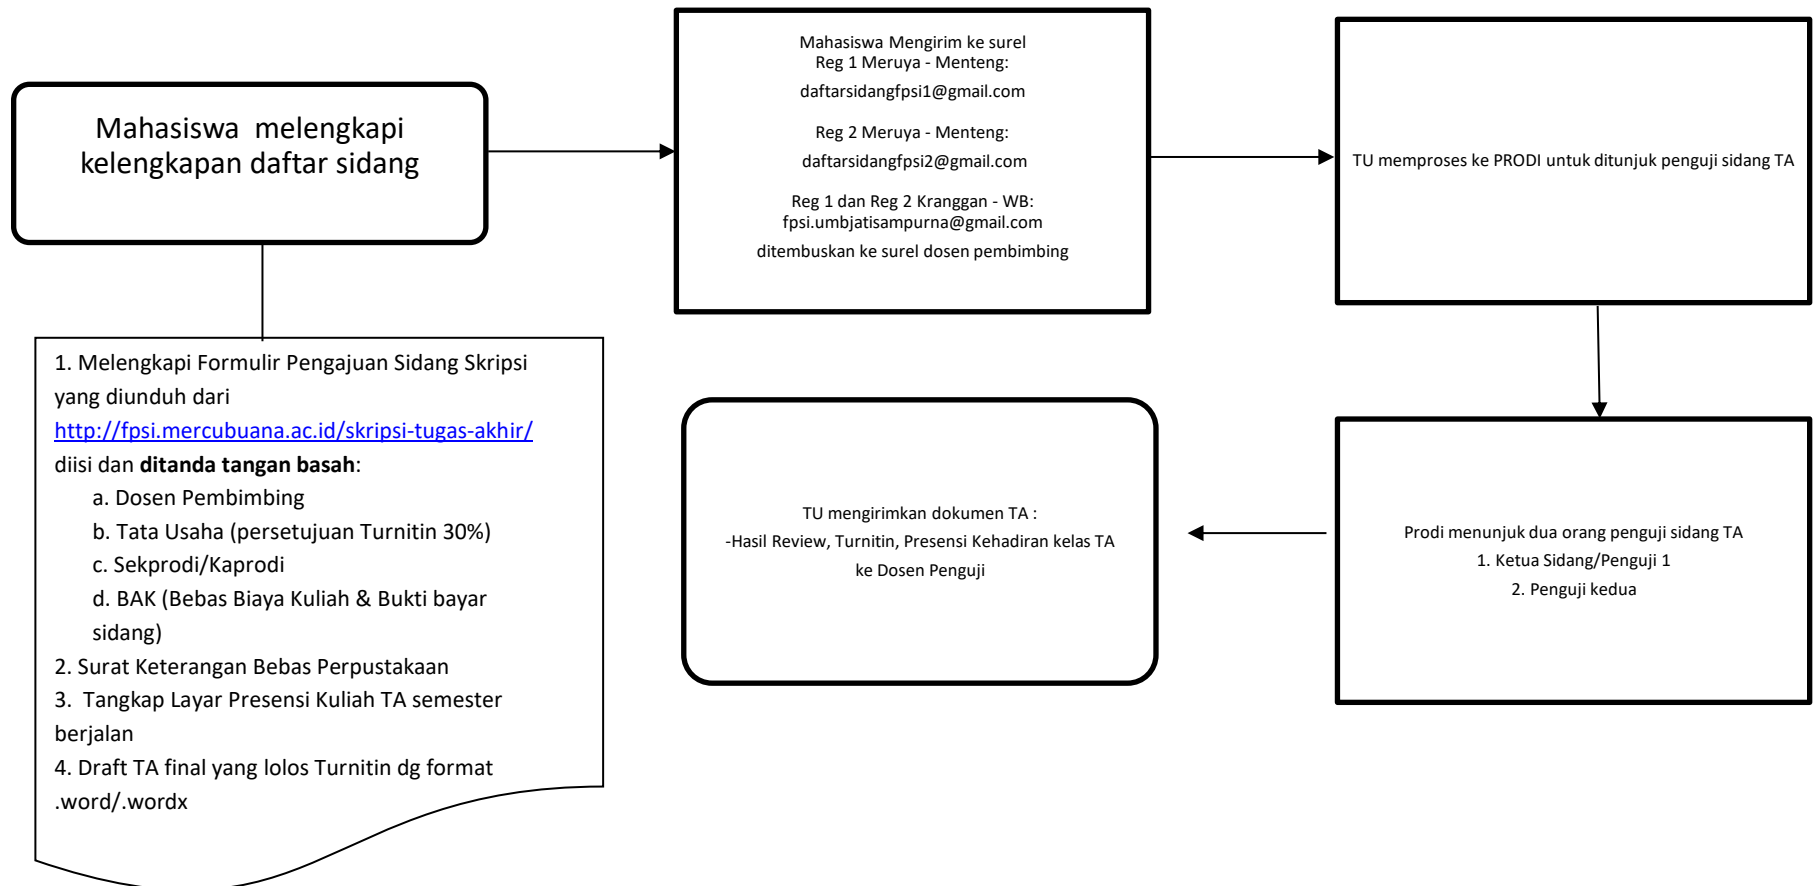 Mahasiswa melengkapi
kelengkapan daftar sidang
1. Melengkapi Formulir Pengajuan Sidang Skripsi
yang diunduh dari
http://fpsi.mercubuana.ac.id/skripsi-tugas-akhir/
diisi dan ditanda tangan basah:
a. Dosen Pembimbing
b. Tata Usaha (persetujuan Turnitin 30%)
c. Sekprodi/Kaprodi
d. BAK (Bebas Biaya Kuliah & Bukti bayar
sidang)
2. Surat Keterangan Bebas Perpustakaan
3. Tangkap Layar Presensi Kuliah TA semester
berjalan
4. Draft TA final yang lolos Turnitin dg format
.word/.wordx
Mahasiswa Mengirim ke surel
Reg 1 Meruya - Menteng:
daftarsidangfpsi1@gmail.com
Reg 2 Meruya - Menteng:
daftarsidangfpsi2@gmail.com
Reg 1 dan Reg 2 Kranggan - WB:
fpsi.umbjatisampurna@gmail.com
ditembuskan ke surel dosen pembimbing
TU memproses ke PRODI untuk ditunjuk penguji sidang TA
Prodi menunjuk dua orang penguji sidang TA
1. Ketua Sidang/Penguji 1
2. Penguji kedua
TU mengirimkan dokumen TA :
-Hasil Review, Turnitin, Presensi Kehadiran kelas TA
ke Dosen Penguji